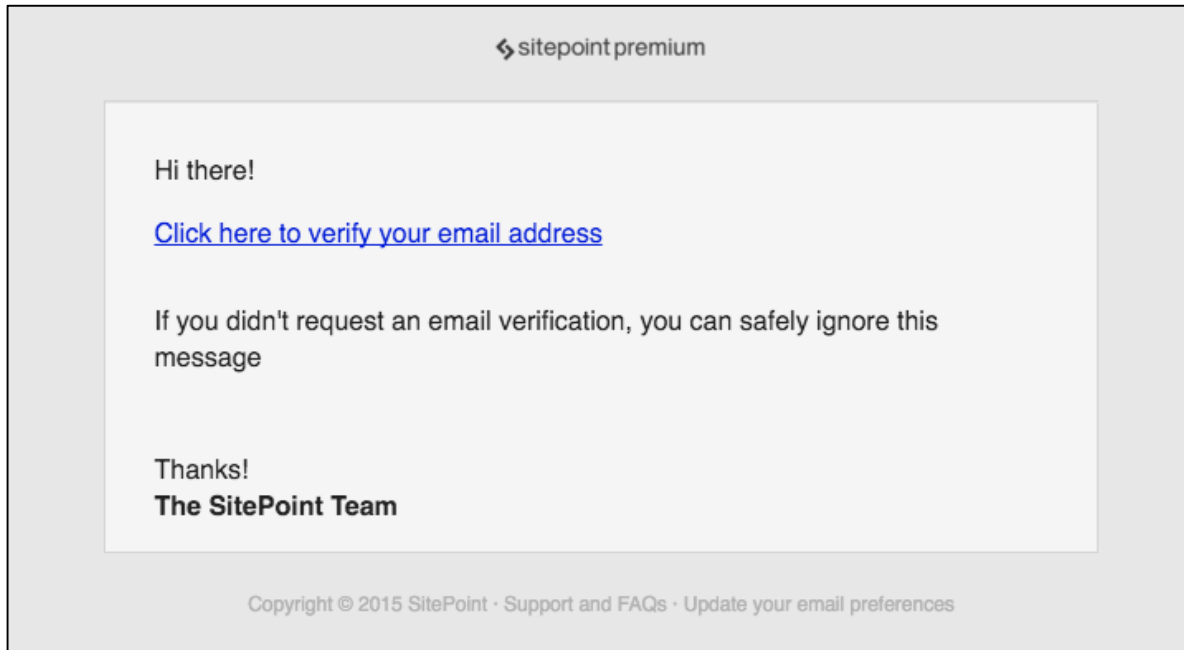 sitepoint premium
Hi there!
Click here to verify your email address
If you didn't request an email verification, you can safely ignore this
message
Thanks!
The SitePoint Team
Copyright © 2015 SitePoint · Support and FAQs · Update your email preferences